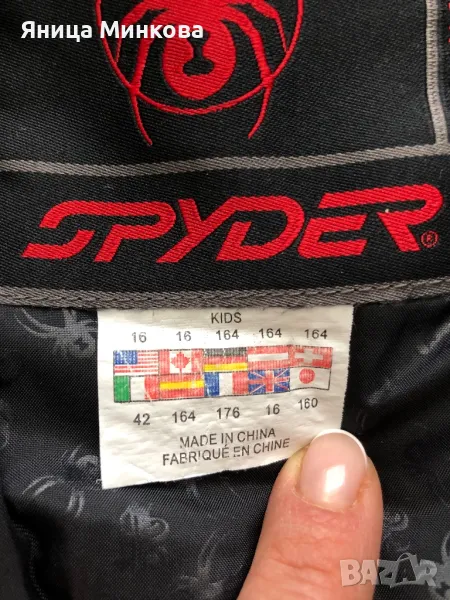 Яница Минкова
SPYDER®
KIDS
16 16 164 164 164
42 164 176 16 160
MADE IN CHINA
FABRIQUÉ EN CHINE
BAZAR